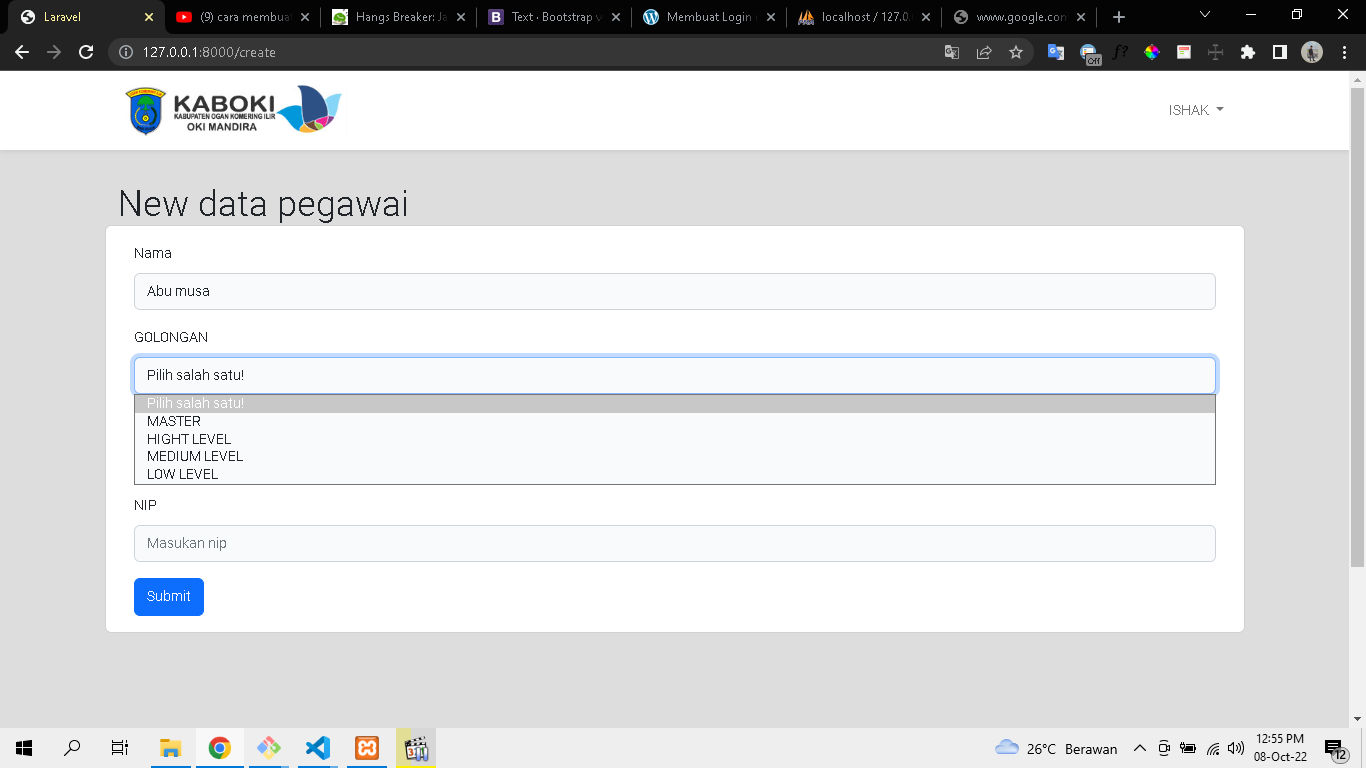 Laravel
(9) cara membuat
Hangs Breaker: Ja
Text · Bootstrap v
Membuat Login
localhost / 127.0.
www.google.com
127.0.0.1:8000/create
f?
Off
KABOKI
KABUPATEN OGAN KOMERING ILIR
OKI MANDIRA
ISHAK
New data pegawai
Nama
Abu musa
GOLONGAN
Pilih salah satu!
Pilih salah satu!
MASTER
HIGHT LEVEL
MEDIUM LEVEL
LOW LEVEL
NIP
Masukan nip
Submit
26°C Berawan
12:55 PM
08-Oct-22
12